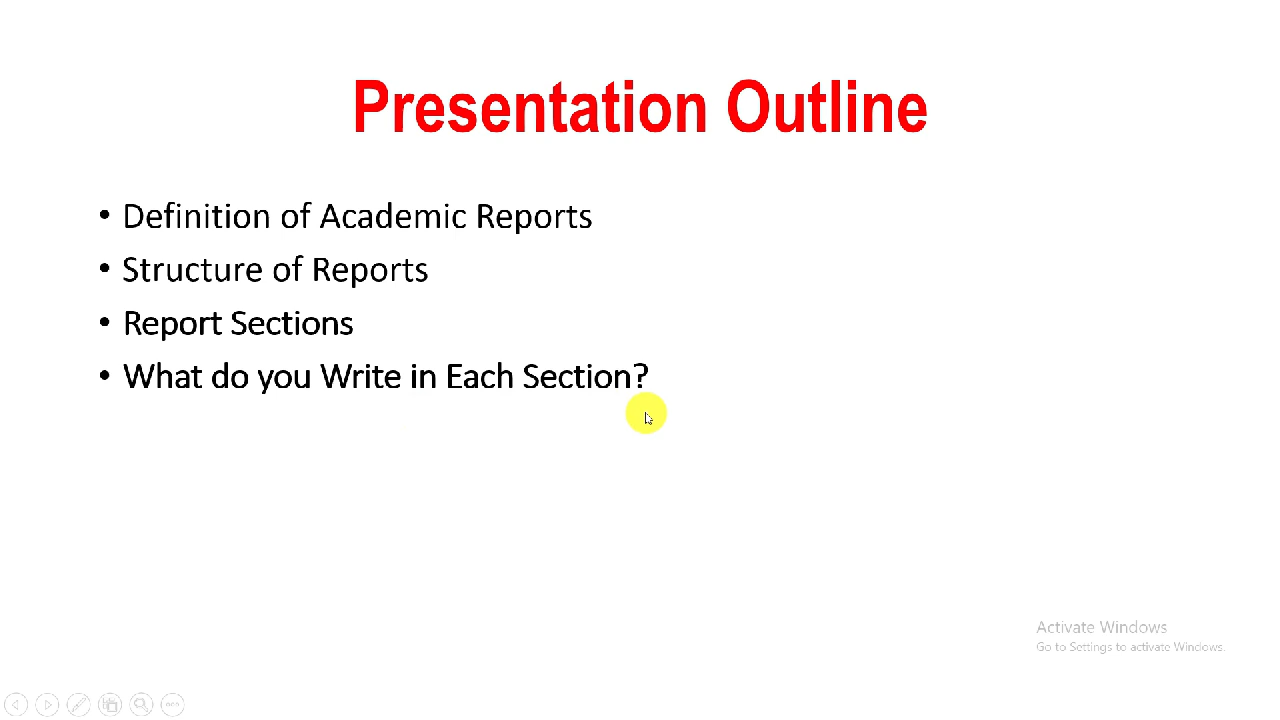 Presentation Outline
• Definition of Academic Reports
• Structure of Reports
• Report Sections
• What do you Write in Each Section?
Activate Windows
Go to Settings to activate Windows.